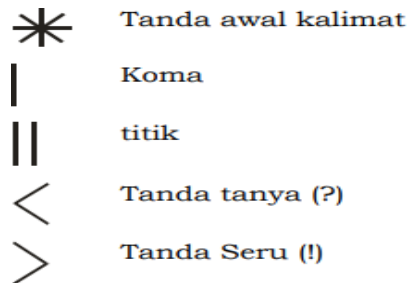 Tanda awal kalimat
| Koma
|| titik
< Tanda tanya (?)
> Tanda Seru (!)